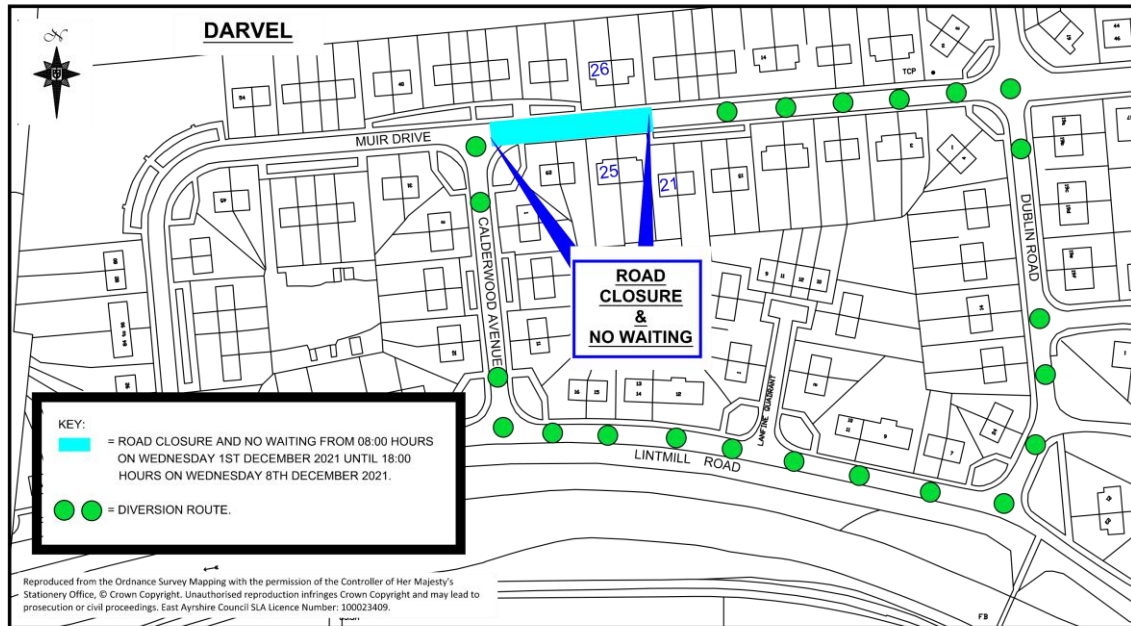 DARVEL
N
26
14
TCP
MUIR DRIVE
25
21
CALDERWOOD AVENUE
DUBLIN ROAD
ROAD
CLOSURE
&
NO WAITING
LANFINE QUADRANT
LINTMILL ROAD
KEY:
= ROAD CLOSURE AND NO WAITING FROM 08:00 HOURS
ON WEDNESDAY 1ST DECEMBER 2021 UNTIL 18:00
HOURS ON WEDNESDAY 8TH DECEMBER 2021.
= DIVERSION ROUTE.
Reproduced from the Ordnance Survey Mapping with the permission of the Controller of Her Majesty's
Stationery Office, © Crown Copyright. Unauthorised reproduction infringes Crown Copyright and may lead to
prosecution or civil proceedings. East Ayrshire Council SLA Licence Number: 100023409.
FB